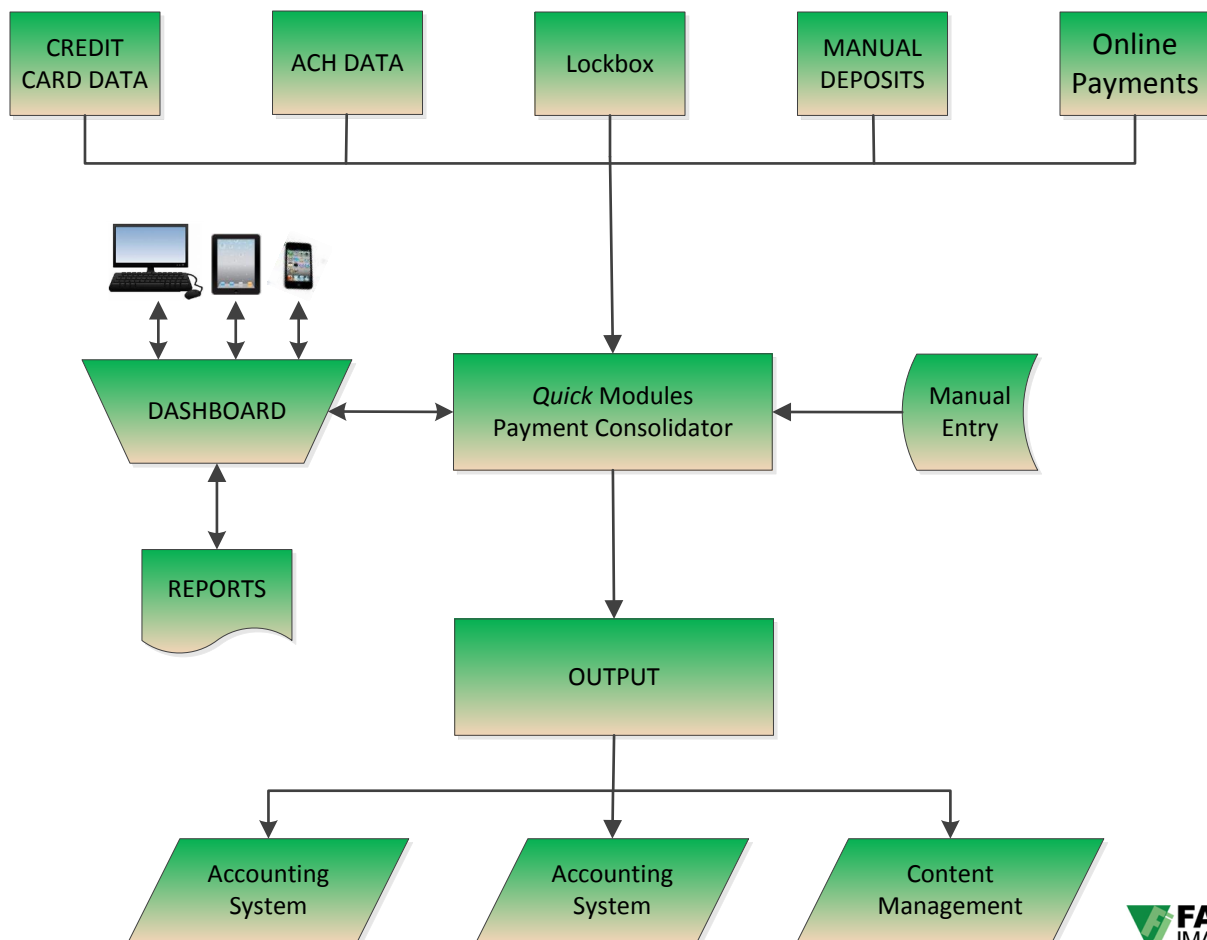 CREDIT
CARD DATA
ACH DATA
Lockbox
MANUAL
DEPOSITS
Online
Payments
DASHBOARD
Quick Modules
Payment Consolidator
Manual
Entry
REPORTS
OUTPUT
Accounting
System
Accounting
System
Content
Management